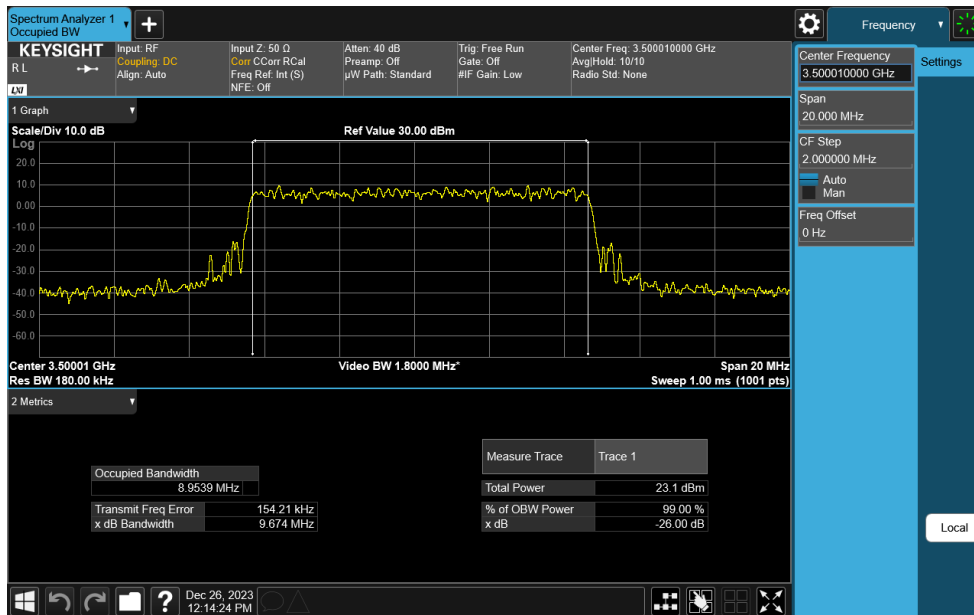 Spectrum Analyzer 1
Occupied BW
+
Frequency
KEYSIGHT
R L
LXI
Input: RF
Coupling: DC
Align: Auto
Input Z: 50 Ω
Corr CCorr RCal
Freq Ref: Int (S)
NFE: Off
Atten: 40 dB
Preamp: Off
µW Path: Standard
Trig: Free Run
Gate: Off
#IF Gain: Low
Center Freq: 3.500010000 GHz
Avg|Hold: 10/10
Radio Std: None
Center Frequency
3.500010000 GHz
Settings
Span
20.000 MHz
CF Step
2.000000 MHz
Auto
Man
Freq Offset
0 Hz
Local
1 Graph
Scale/Div 10.0 dB
Ref Value 30.00 dBm
Log
20.0
10.0
0.00
-10.0
-20.0
-30.0
-40.0
-50.0
-60.0
Center 3.50001 GHz
Video BW 1.8000 MHz*
Span 20 MHz
Res BW 180.00 kHz
Sweep 1.00 ms (1001 pts)
2 Metrics
Occupied Bandwidth
8.9539 MHz
Transmit Freq Error 154.21 kHz
x dB Bandwidth 9.674 MHz
Measure Trace Trace 1
Total Power 23.1 dBm
% of OBW Power 99.00 %
x dB -26.00 dB
?
Dec 26, 2023
12:14:24 PM